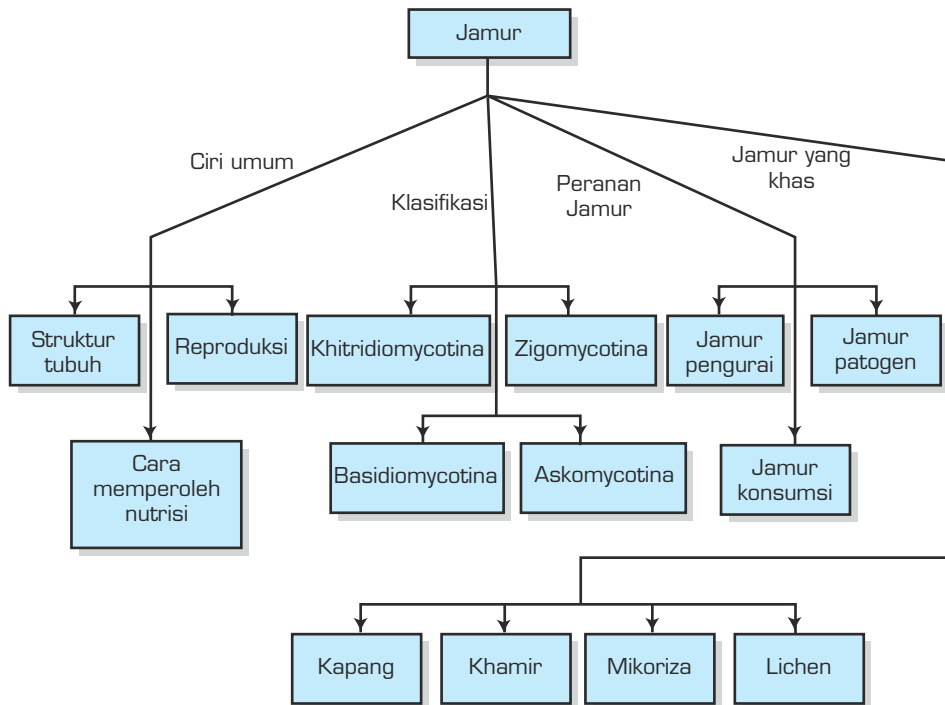 Jamur
Ciri umum
Klasifikasi
Peranan
Jamur
Jamur yang
khas
Struktur
tubuh
Reproduksi
Khitridiomycotina
Zigomycotina
Jamur
pengurai
Jamur
patogen
Cara
memperoleh
nutrisi
Basidiomycotina
Askomycotina
Jamur
konsumsi
Kapang
Khamir
Mikoriza
Lichen